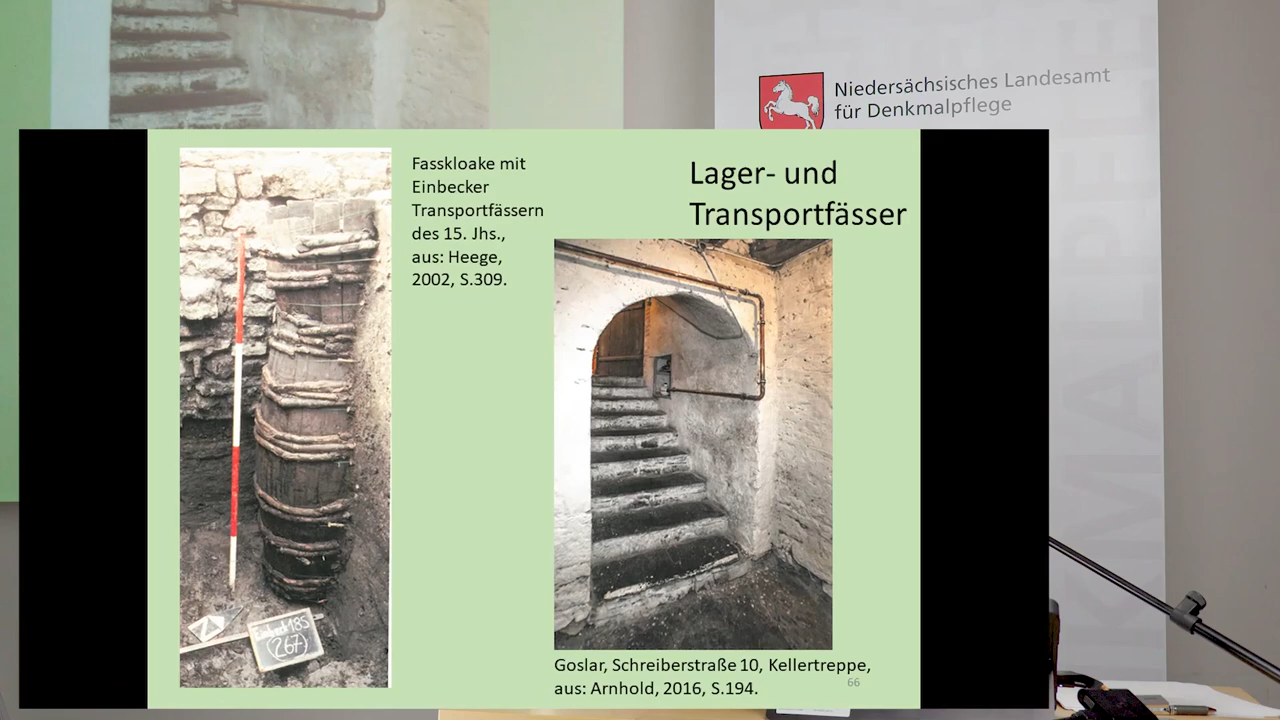 Niedersächsisches Landesamt
für Denkmalpflege
Lager- und
Transportfässer
Fasskloake mit
Einbecker
Transportfässern
des 15. Jhs.,
aus: Heege,
2002, S.309.
(267)
Goslar, Schreiberstraße 10, Kellertreppe,
aus: Arnhold, 2016, S.194.
66